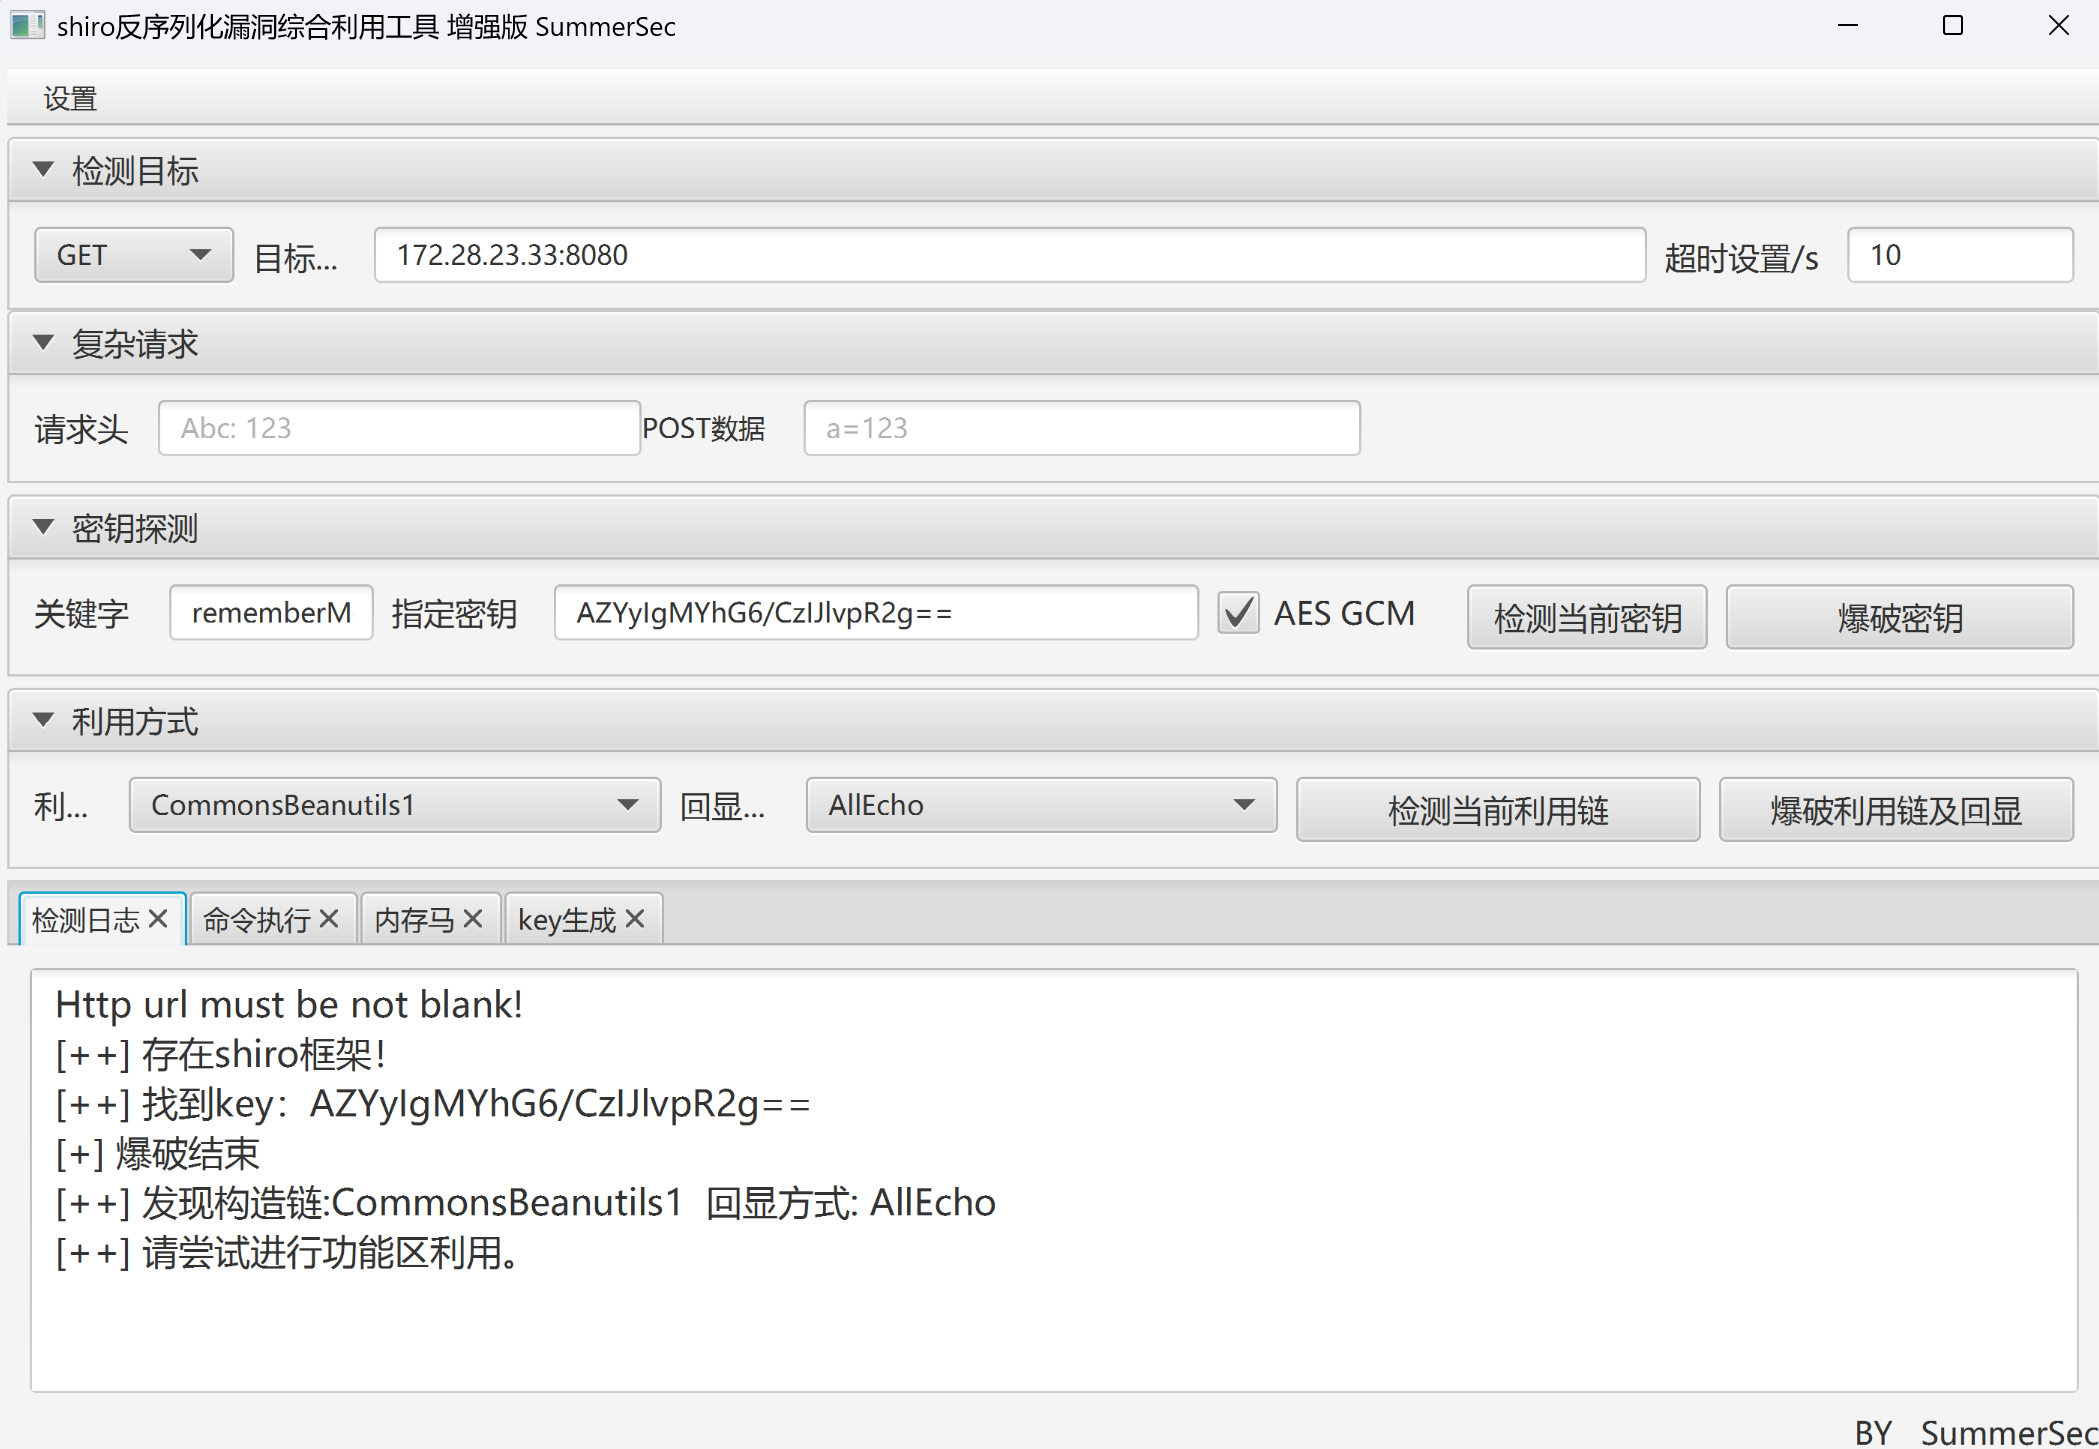 shiro反序列化漏洞综合利用工具 增强版 SummerSec
设置
检测目标
GET 目标... 172.28.23.33:8080 超时设置/s 10
复杂请求
请求头 Abc: 123 POST数据 a=123
密钥探测
关键字 rememberM 指定密钥 AZYyIgMYhG6/CzIJlvpR2g== AES GCM 检测当前密钥 爆破密钥
利用方式
利... CommonsBeanutils1 回显... AllEcho 检测当前利用链 爆破利用链及回显
检测日志 命令执行 内存马 key生成
Http url must be not blank!
[++] 存在shiro框架！
[++] 找到key：AZYyIgMYhG6/CzIJlvpR2g==
[+] 爆破结束
[++] 发现构造链:CommonsBeanutils1 回显方式: AllEcho
[++] 请尝试进行功能区利用。
BY SummerSec